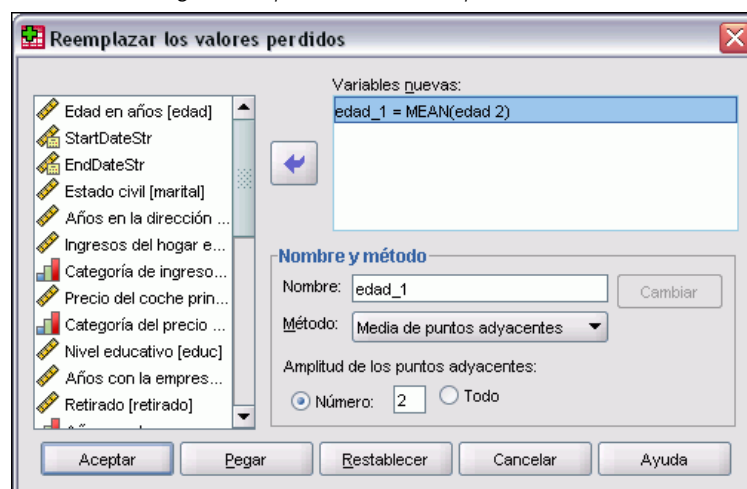 Reemplazar los valores perdidos
Variables nuevas:
Edad en años [edad]
StartDateStr
EndDateStr
Estado civil [marital]
Años en la dirección ...
Ingresos del hogar e...
Categoría de ingreso...
Precio del coche prin...
Categoría del precio ...
Nivel educativo [educ]
Años con la empres...
Retirado [retirado]
edad_1 = MEAN(edad 2)
Nombre y método
Nombre: edad_1 Cambiar
Método: Media de puntos adyacentes
Amplitud de los puntos adyacentes:
Número: 2 Todo
Aceptar Pegar Restablecer Cancelar Ayuda